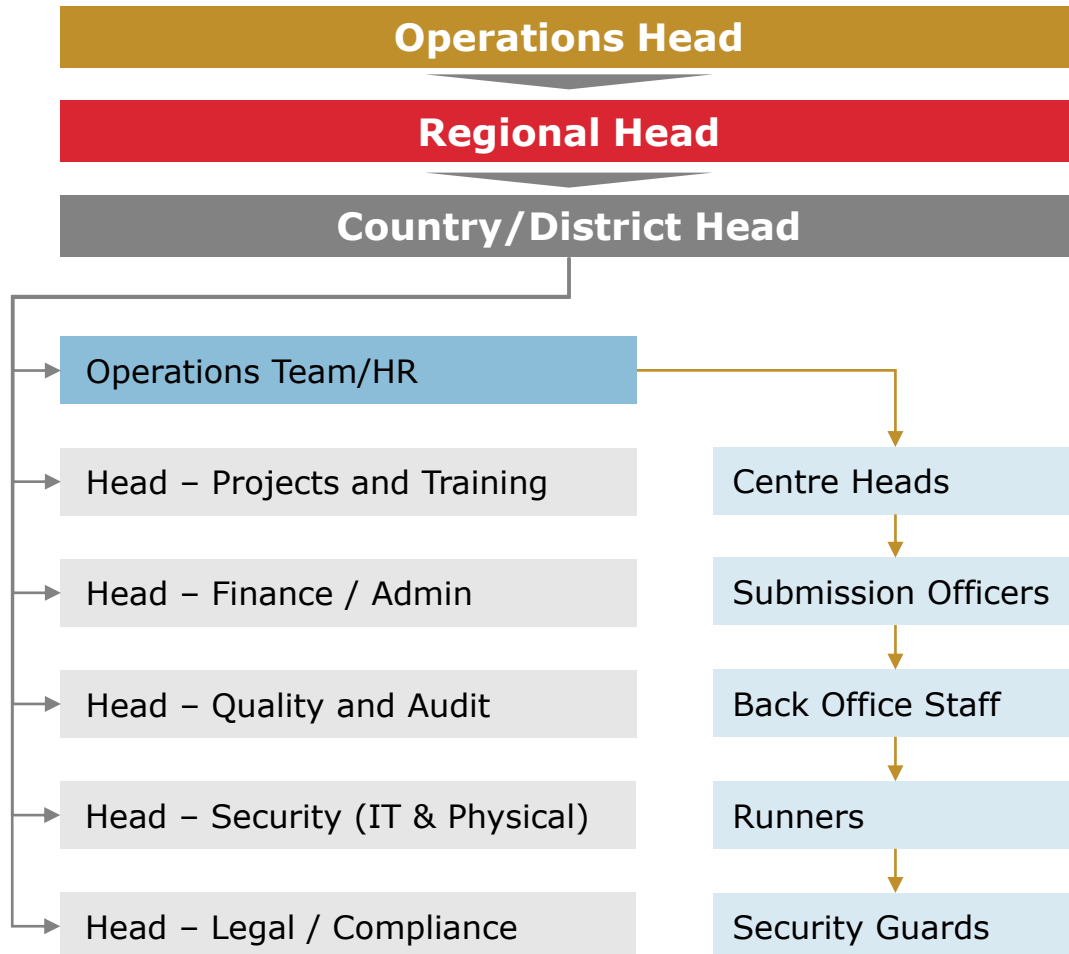 Operations Head
Regional Head
Country/District Head
Operations Team/HR
Head – Projects and Training
Head – Finance / Admin
Head – Quality and Audit
Head – Security (IT & Physical)
Head – Legal / Compliance
Centre Heads
Submission Officers
Back Office Staff
Runners
Security Guards